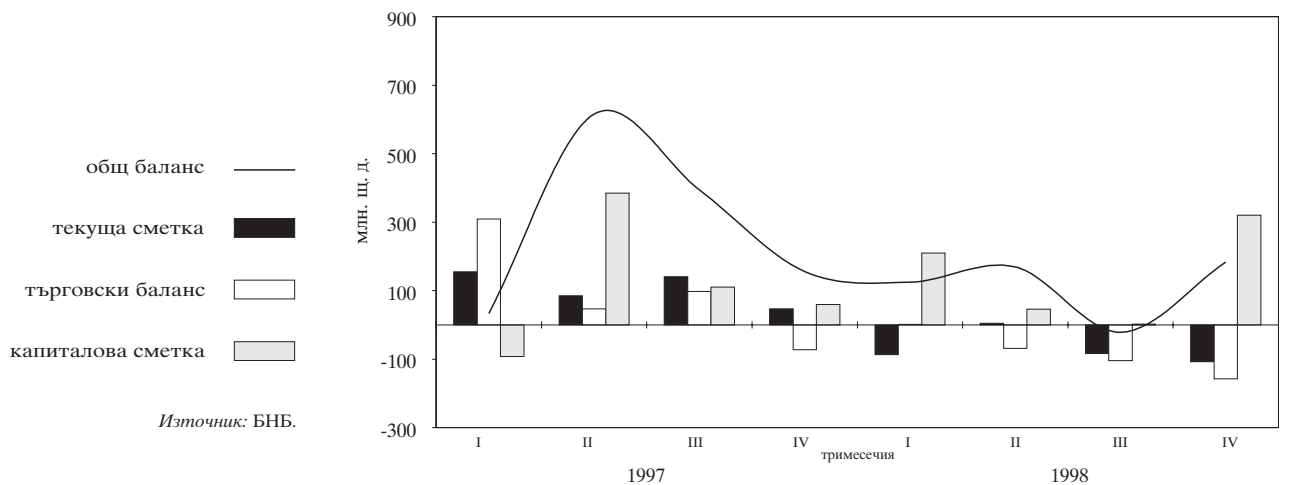 общ баланс
текуща сметка
търговски баланс
капиталова сметка
Източник: БНБ.
млн. щ. д.
900
700
500
300
100
-100
-300
I II III IV I II III IV
тримесечия
1997 1998